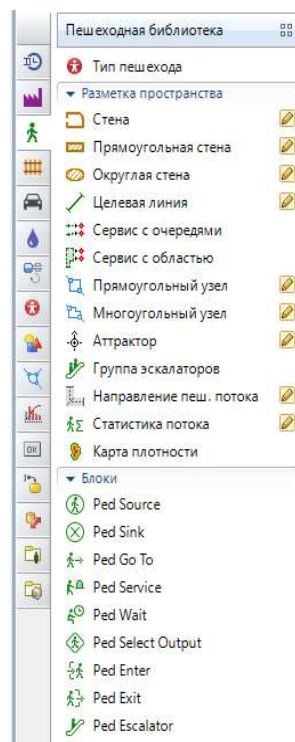 Пешеходная библиотека
Тип пешехода
Разметка пространства
Стена
Прямоугольная стена
Округлая стена
Целевая линия
Сервис с очередями
Сервис с областью
Прямоугольный узел
Многоугольный узел
Аттрактор
Группа эскалаторов
Направление пеш. потока
Статистика потока
Карта плотности
Блоки
Ped Source
Ped Sink
Ped Go To
Ped Service
Ped Wait
Ped Select Output
Ped Enter
Ped Exit
Ped Escalator
OK